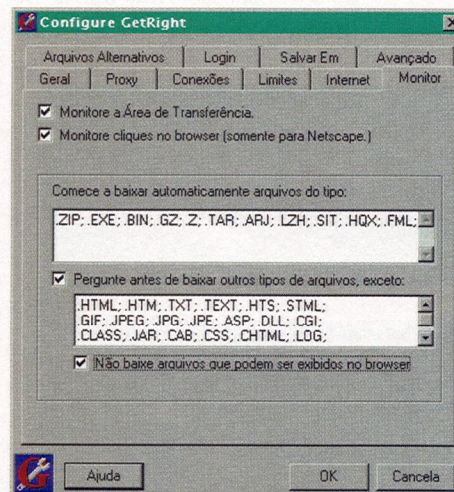 Configure GetRight
Arquivos Alternativos Login Salvar Em Avançado
Geral Proxy Conexões Limites Internet Monitor
Monitore a Área de Transferência.
Monitore cliques no browser (somente para Netscape.)
Comece a baixar automaticamente arquivos do tipo:
.ZIP; .EXE; .BIN; .GZ; .Z; .TAR; .ARJ; .LZH; .SIT; .HQX; .FML;
Pergunte antes de baixar outros tipos de arquivos, exceto:
.HTML; .HTM; .TXT; .TEXT; .HTS; .STML;
.GIF; .JPEG; .JPG; .JPE; .ASP; .DLL; .CGI;
.CLASS; .JAR; .CAB; .CSS; .CHTML; .LOG;
Não baixe arquivos que podem ser exibidos no browser
G
Ajuda OK Cancela